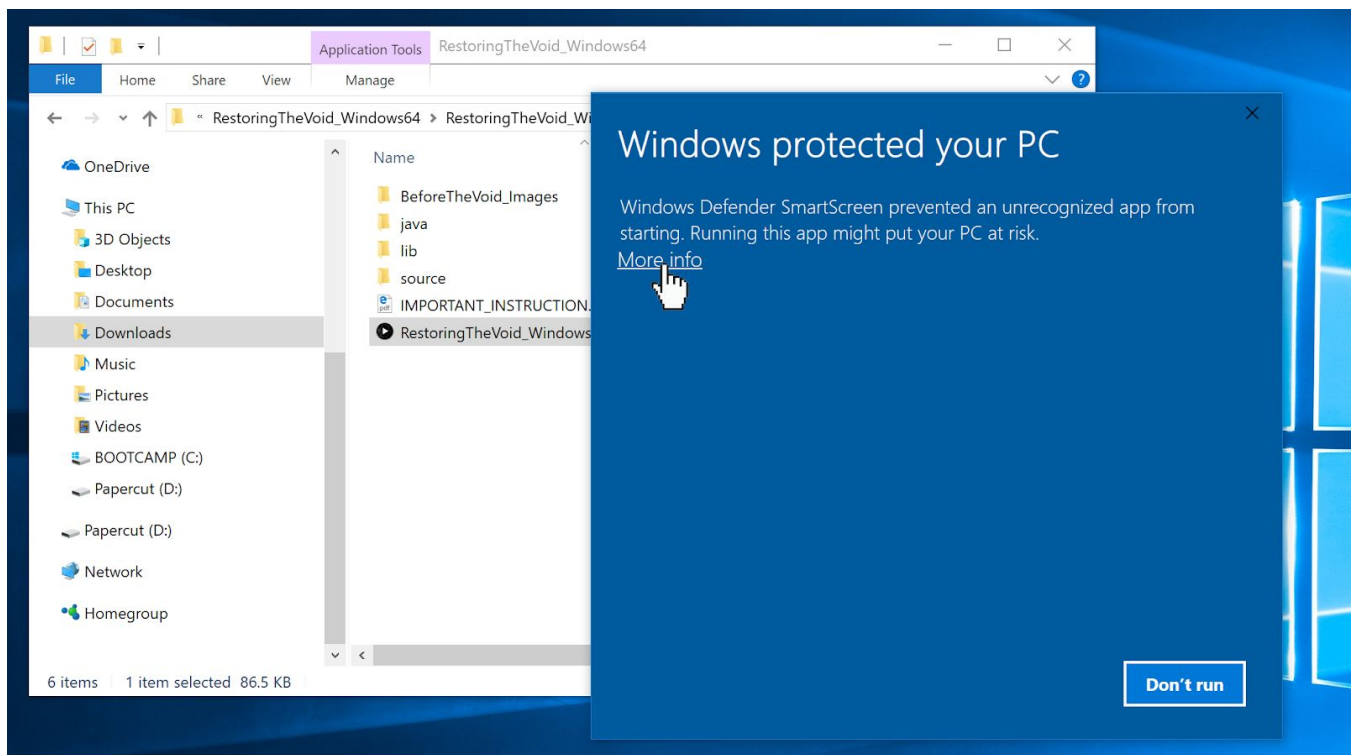 Application Tools
RestoringTheVoid_Windows64
File Home Share View Manage
« RestoringTheVoid_Windows64 > RestoringTheVoid_Wi
OneDrive
This PC
3D Objects
Desktop
Documents
Downloads
Music
Pictures
Videos
BOOTCAMP (C:)
Papercut (D:)
Papercut (D:)
Network
Homegroup
Name
BeforeTheVoid_Images
java
lib
source
IMPORTANT_INSTRUCTION.
RestoringTheVoid_Windows
6 items 1 item selected 86.5 KB
Windows protected your PC
Windows Defender SmartScreen prevented an unrecognized app from
starting. Running this app might put your PC at risk.
More info
Don't run